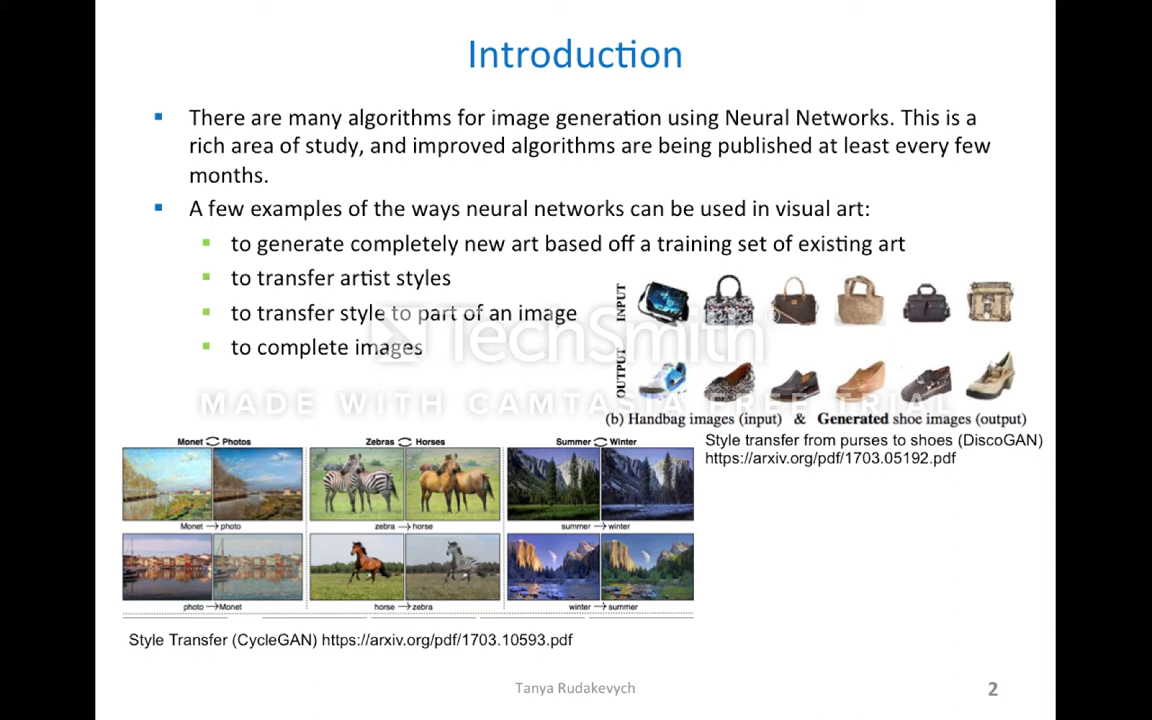 Introduction
There are many algorithms for image generation using Neural Networks. This is a
rich area of study, and improved algorithms are being published at least every few
months.
A few examples of the ways neural networks can be used in visual art:
to generate completely new art based off a training set of existing art
to transfer artist styles
to transfer style to part of an image
to complete images
INPUT
OUTPUT
TechSmith®
MADE WITH CAMTASIA FREE TRIAL
(b) Handbag images (input) & Generated shoe images (output)
Style transfer from purses to shoes (DiscoGAN)
https://arxiv.org/pdf/1703.05192.pdf
Monet Photos
Zebras Horses
Summer Winter
Monet → photo
zebra → horse
summer → winter
photo → Monet
horse → zebra
winter → summer
Style Transfer (CycleGAN) https://arxiv.org/pdf/1703.10593.pdf
Tanya Rudakevych
2